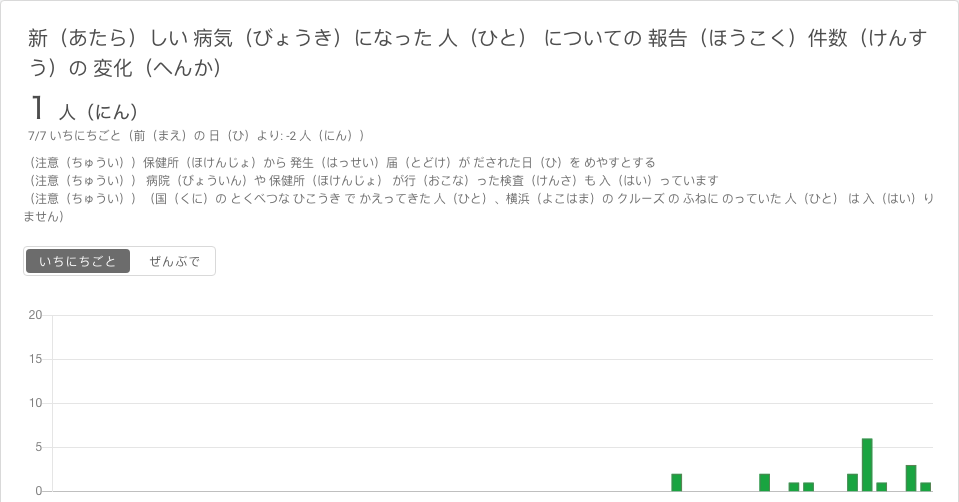 新（あたら）しい 病気（びょうき）になった 人（ひと） についての 報告（ほうこく）件数（けんす
う）の 変化（へんか）
1 人（にん）
7/7 いちにちごと（前（まえ）の 日（ひ）より: -2 人（にん））
（注意（ちゅうい））保健所（ほけんじょ）から 発生（はっせい）届（とどけ）が だされた日（ひ）を めやすとする
（注意（ちゅうい）） 病院（びょういん）や 保健所（ほけんじょ） が行（おこな）った検査（けんさ）も 入（はい）っています
（注意（ちゅうい））（国（くに）の とくべつな ひこうき で かえってきた 人（ひと）、横浜（よこはま）の クルーズ の ふねに のっていた 人（ひと） は 入（はい）り
ません）
いちにちごと ぜんぶで
20
15
10
5
0